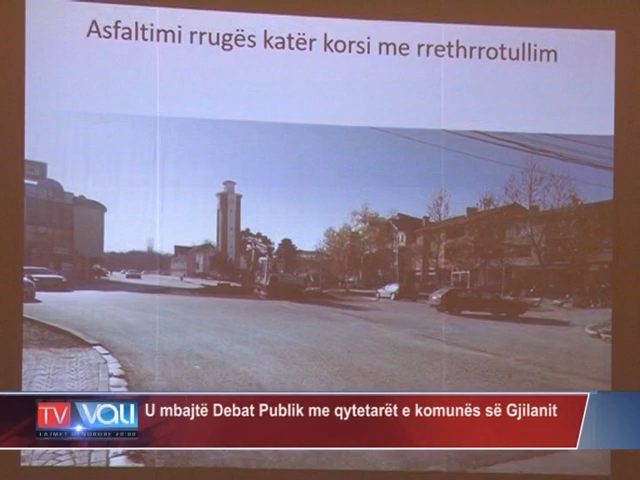 Asfaltimi rrugës katër korsi me rrethrrotullim
TV VALI
U mbajtë Debat Publik me qytetarët e komunës së Gjilanit